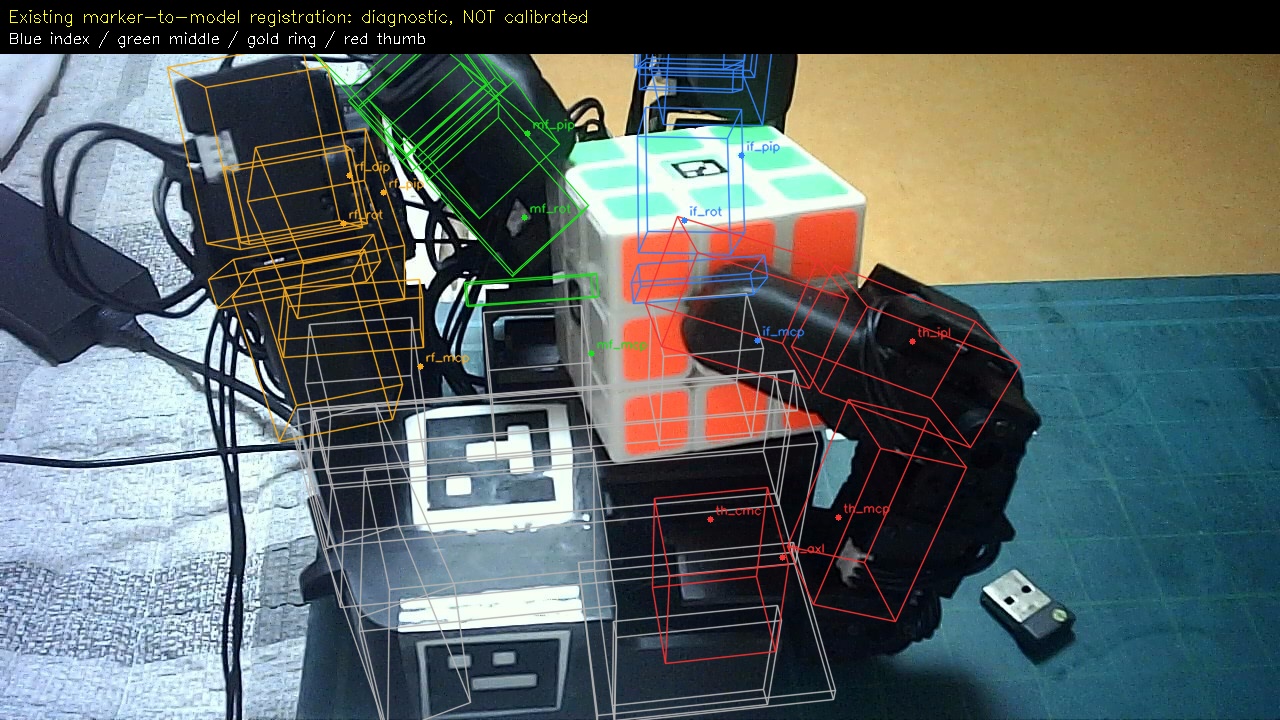 Existing marker-to-model registration: diagnostic, NOT calibrated
Blue index / green middle / gold ring / red thumb
mf_pip
if_pip
rf_dip
rf_pip
rf_rot
mf_rot
if_rot
th_ipl
if_mcp
mf_mcp
rf_mcp
th_cmc
th_mcp
th_axl